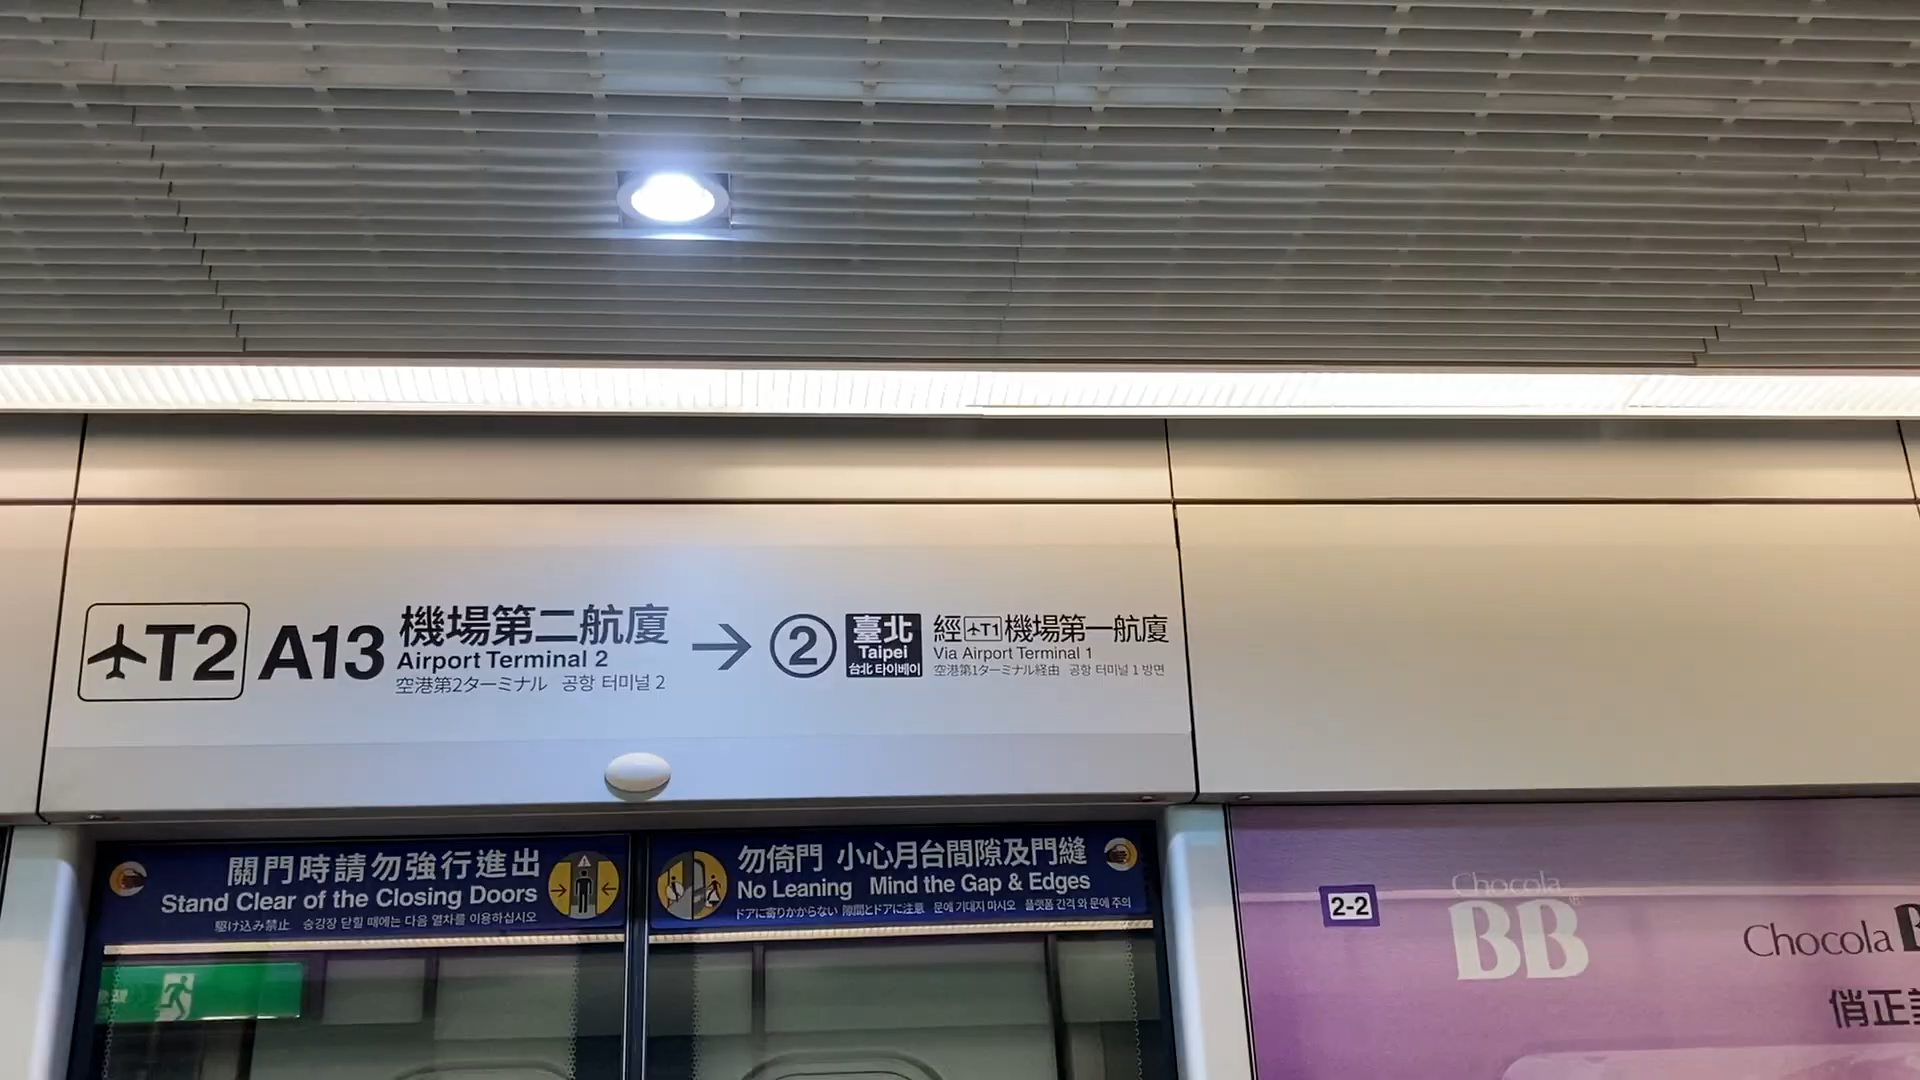 T2 A13 機場第二航廈
Airport Terminal 2
空港第2ターミナル 공항 터미널 2
→ ② 臺北
Taipei
台北 타이베이
經 T1 機場第一航廈
Via Airport Terminal 1
空港第1ターミナル経由 공항 터미널 1 방면
關門時請勿強行進出
Stand Clear of the Closing Doors
駆け込み禁止 승강장 닫힐 때에는 다음 열차를 이용하십시오
勿倚門 小心月台間隙及門縫
No Leaning Mind the Gap & Edges
ドアに寄りかからない 隙間とドアに注意 문에 기대지 마시오 플랫폼 간격 와 문에 주의
2-2
Chocola
BB®
Chocola
俏正